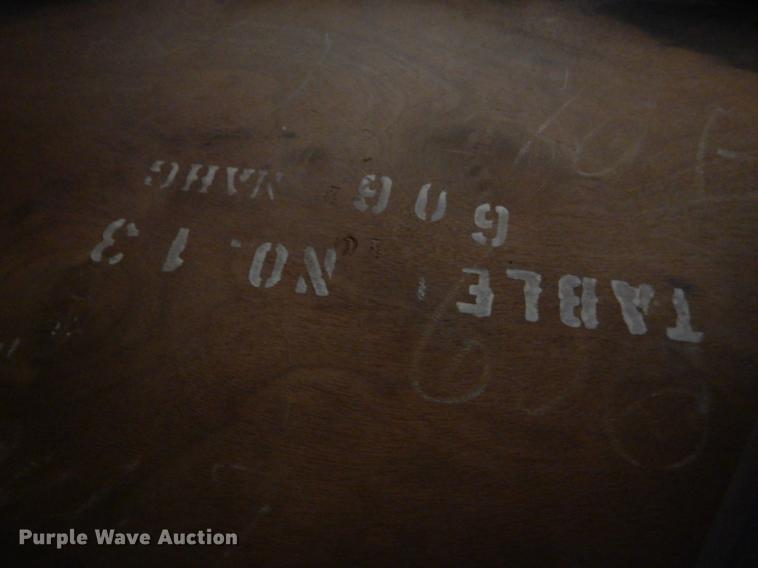 TABLE NO. 13
606 MAHG
Purple Wave Auction